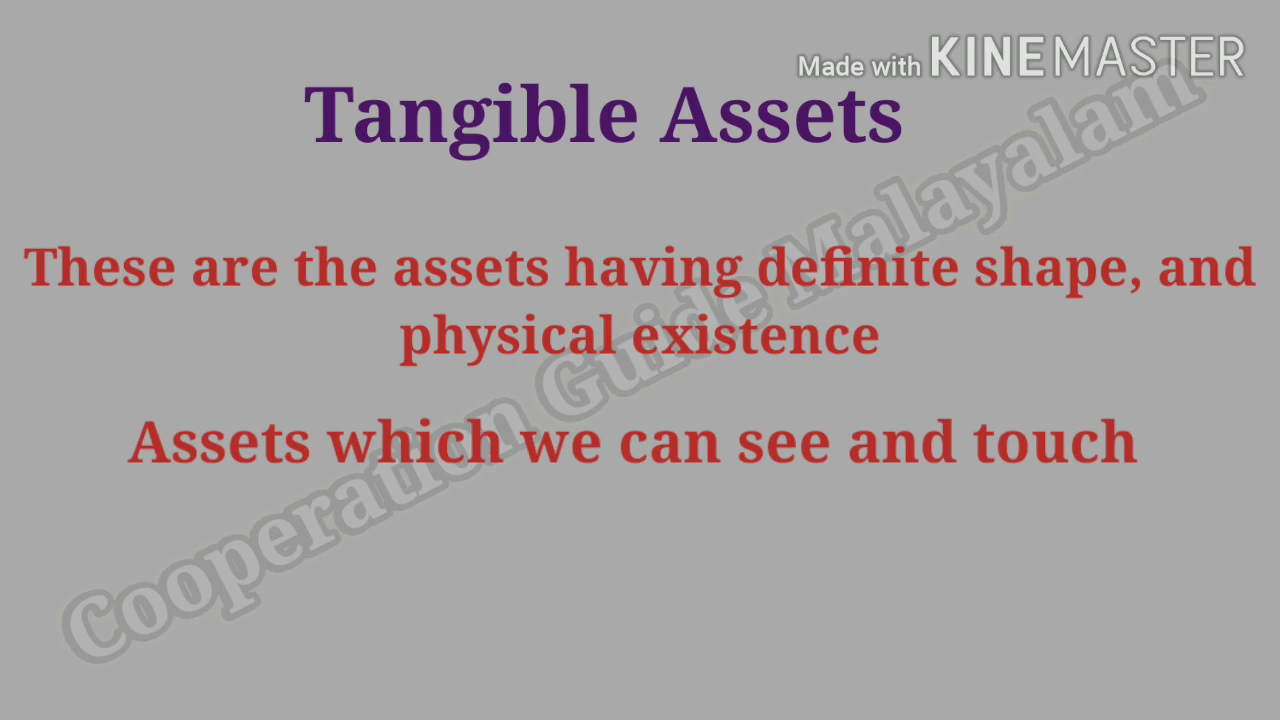 Made with KINEMASTER
Tangible Assets
These are the assets having definite shape, and
physical existence
Assets which we can see and touch
Cooperation Guide Malayalam